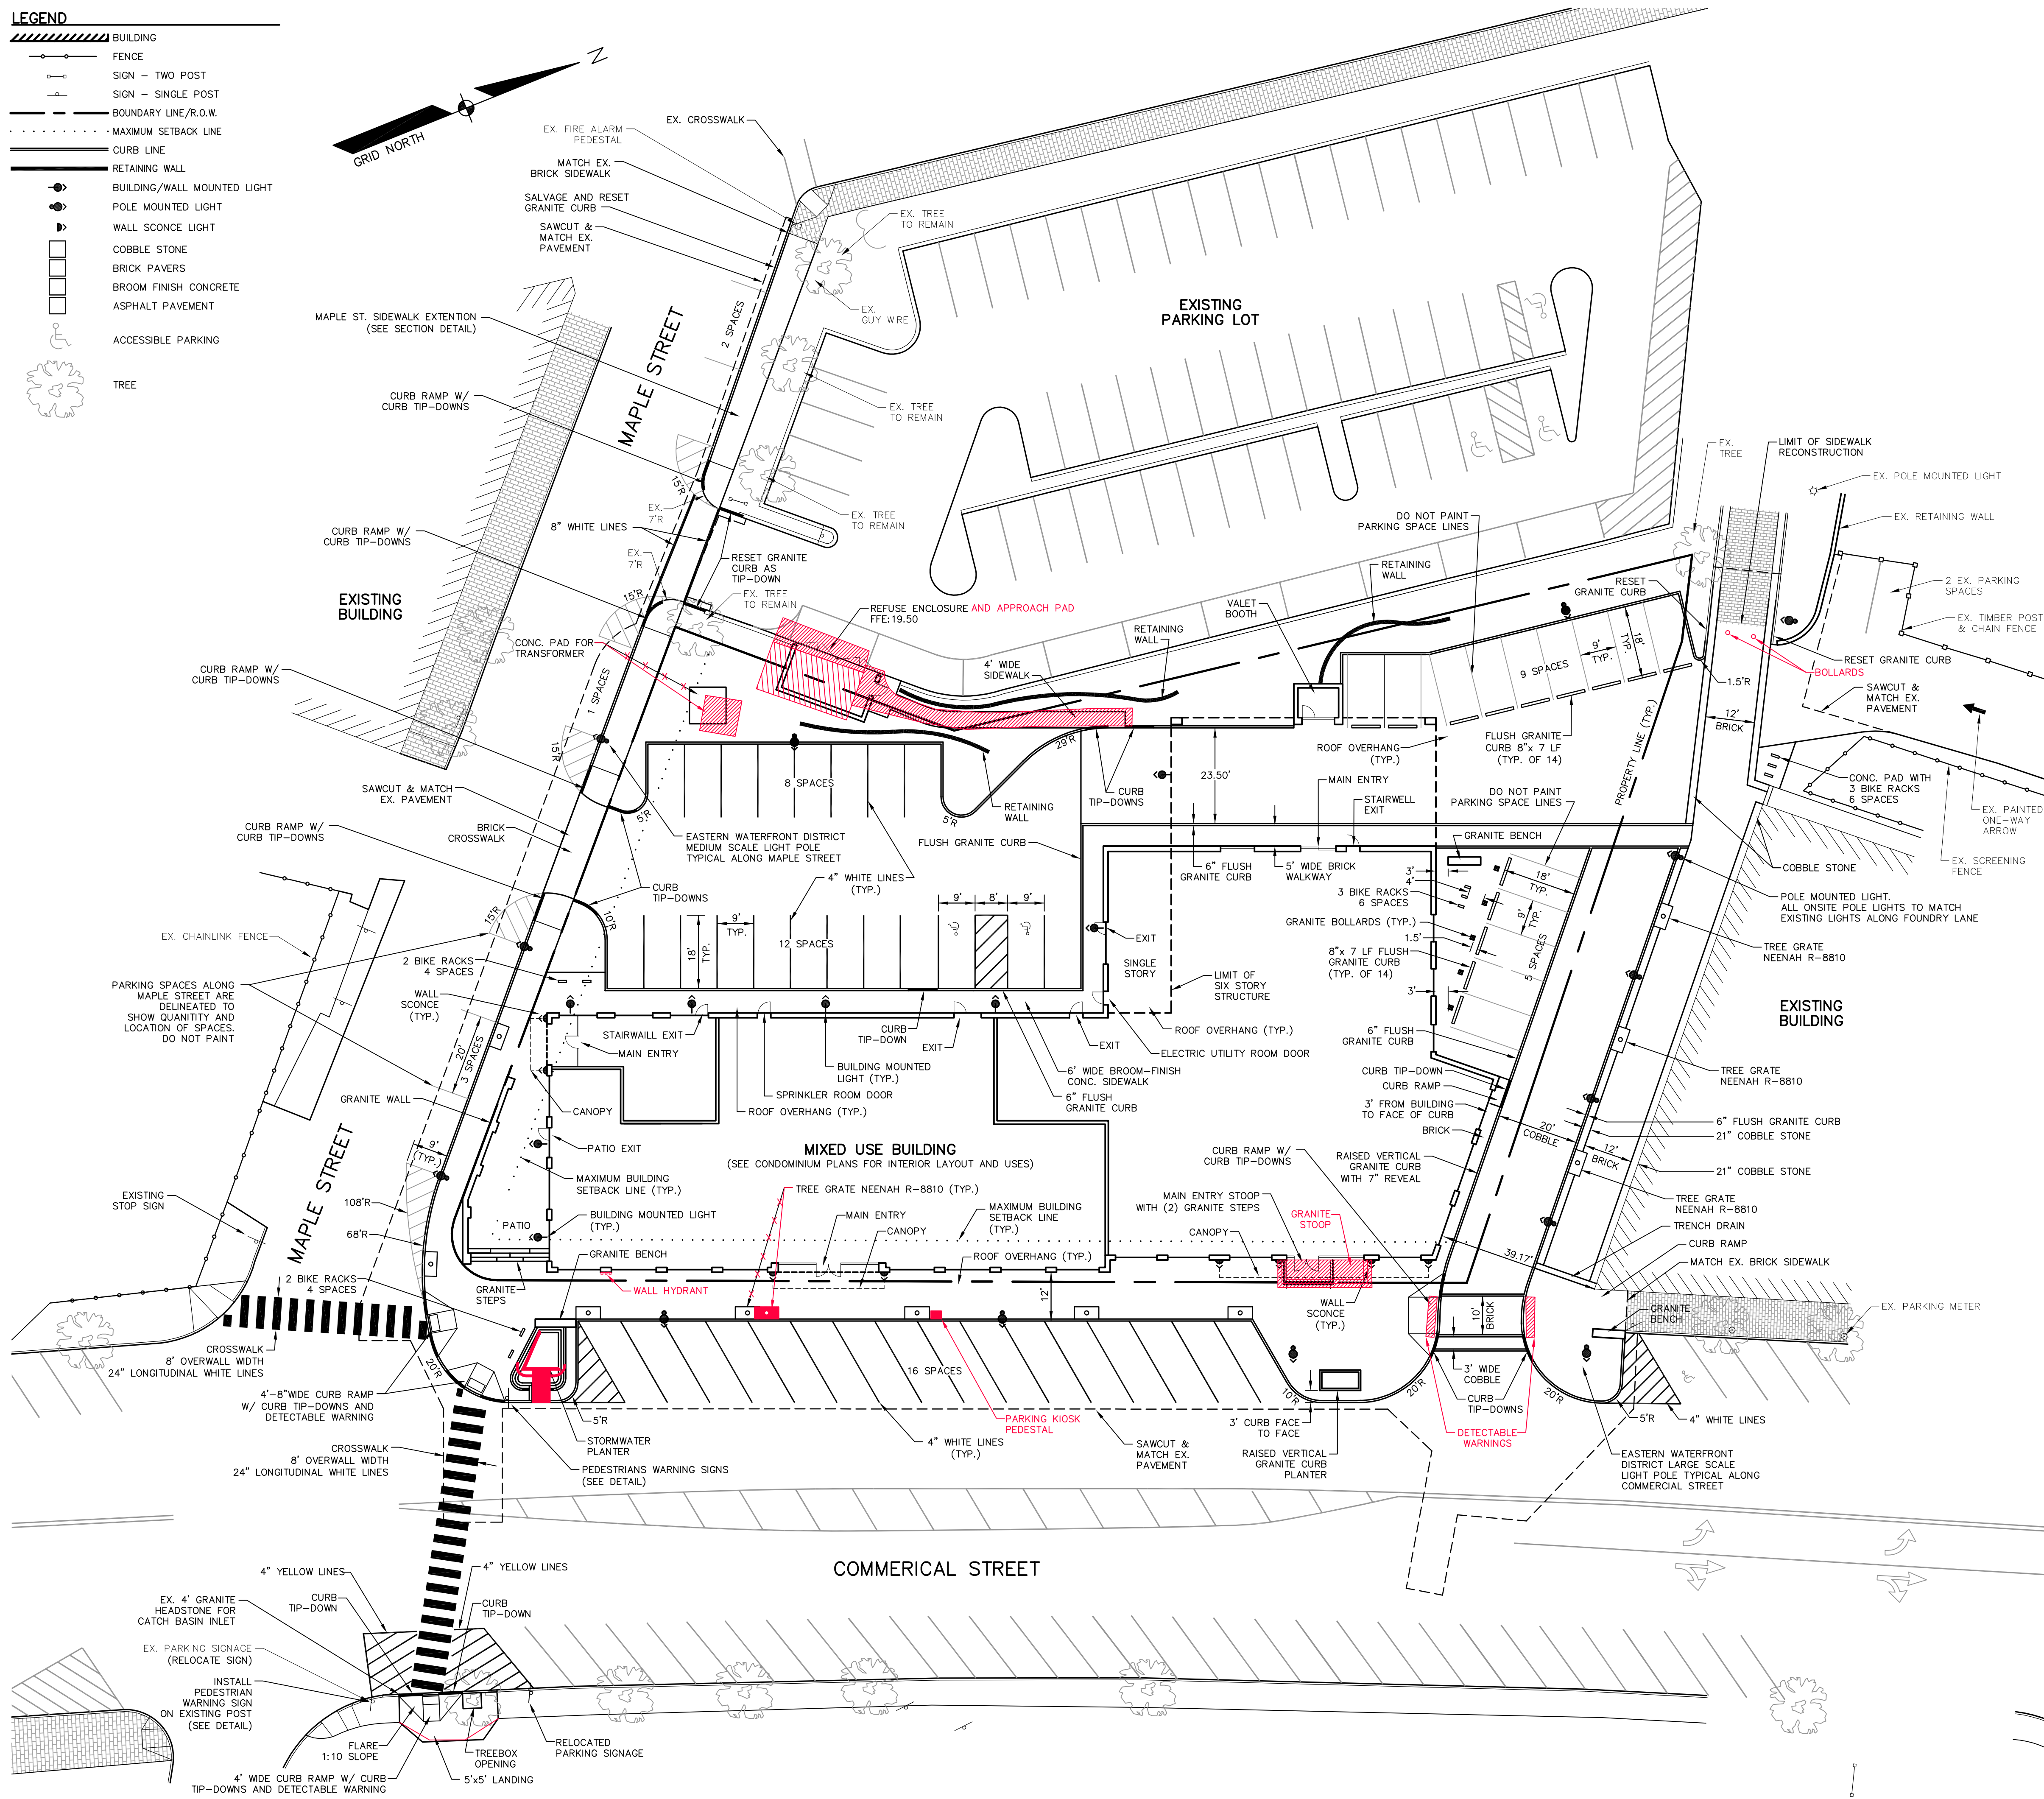 LEGEND
BUILDING
FENCE
SIGN – TWO POST
SIGN – SINGLE POST
BOUNDARY LINE/R.O.W.
MAXIMUM SETBACK LINE
CURB LINE
RETAINING WALL
BUILDING/WALL MOUNTED LIGHT
POLE MOUNTED LIGHT
WALL SCONCE LIGHT
COBBLE STONE
BRICK PAVERS
BROOM FINISH CONCRETE
ASPHALT PAVEMENT
ACCESSIBLE PARKING
TREE
N
GRID NORTH
EX. CROSSWALK
EX. FIRE ALARM
PEDESTAL
MATCH EX.
BRICK SIDEWALK
SALVAGE AND RESET
GRANITE CURB
SAWCUT &
MATCH EX.
PAVEMENT
EX. TREE
TO REMAIN
EX.
GUY WIRE
2 SPACES
MAPLE STREET
MAPLE ST. SIDEWALK EXTENTION
(SEE SECTION DETAIL)
EXISTING
PARKING LOT
CURB RAMP W/
CURB TIP-DOWNS
EX. TREE
TO REMAIN
15'R
EX.
7'R
EX. TREE
TO REMAIN
CURB RAMP W/
CURB TIP-DOWNS
8" WHITE LINES
EX.
7'R
RESET GRANITE
CURB AS
TIP-DOWN
EX. TREE
TO REMAIN
15'R
EXISTING
BUILDING
REFUSE ENCLOSURE AND APPROACH PAD
FFE:19.50
CONC. PAD FOR
TRANSFORMER
RETAINING
WALL
4' WIDE
SIDEWALK
VALET
BOOTH
RETAINING
WALL
DO NOT PAINT
PARKING SPACE LINES
RESET
GRANITE CURB
EX.
TREE
LIMIT OF SIDEWALK
RECONSTRUCTION
EX. POLE MOUNTED LIGHT
EX. RETAINING WALL
2 EX. PARKING
SPACES
EX. TIMBER POST
& CHAIN FENCE
RESET GRANITE CURB
BOLLARDS
SAWCUT &
MATCH EX.
PAVEMENT
1.5'R
12'
BRICK
9 SPACES
9'
TYP.
18'
TYP.
CURB RAMP W/
CURB TIP-DOWNS
1 SPACES
15'R
8 SPACES
29'R
5'R
5'R
CURB
TIP-DOWNS
RETAINING
WALL
23.50'
MAIN ENTRY
ROOF OVERHANG
(TYP.)
FLUSH GRANITE
CURB 8"x 7 LF
(TYP. OF 14)
PROPERTY LINE (TYP.)
CONC. PAD WITH
3 BIKE RACKS
6 SPACES
EX. PAINTED
ONE-WAY
ARROW
EX. SCREENING
FENCE
COBBLE STONE
SAWCUT & MATCH
EX. PAVEMENT
BRICK
CROSSWALK
EASTERN WATERFRONT DISTRICT
MEDIUM SCALE LIGHT POLE
TYPICAL ALONG MAPLE STREET
FLUSH GRANITE CURB
STAIRWELL
EXIT
DO NOT PAINT
PARKING SPACE LINES
GRANITE BENCH
6" FLUSH
GRANITE CURB
5' WIDE BRICK
WALKWAY
CURB RAMP W/
CURB TIP-DOWNS
CURB
TIP-DOWNS
4" WHITE LINES
(TYP.)
10'R
15'R
9'
TYP.
18'
TYP.
12 SPACES
9'
8'
9'
3'
4'
3 BIKE RACKS
6 SPACES
GRANITE BOLLARDS (TYP.)
1.5'
8"x 7 LF FLUSH
GRANITE CURB
(TYP. OF 14)
3'
18'
TYP.
9'
TYP.
5 SPACES
POLE MOUNTED LIGHT.
ALL ONSITE POLE LIGHTS TO MATCH
EXISTING LIGHTS ALONG FOUNDRY LANE
TREE GRATE
NEENAH R-8810
EX. CHAINLINK FENCE
2 BIKE RACKS
4 SPACES
EXIT
SINGLE
STORY
LIMIT OF
SIX STORY
STRUCTURE
PARKING SPACES ALONG
MAPLE STREET ARE
DELINEATED TO
SHOW QUANTITIY AND
LOCATION OF SPACES.
DO NOT PAINT
WALL
SCONCE
(TYP.)
STAIRWAILL EXIT
MAIN ENTRY
CURB
TIP-DOWN
EXIT
EXIT
ROOF OVERHANG (TYP.)
ELECTRIC UTILITY ROOM DOOR
6" FLUSH
GRANITE CURB
EXISTING
BUILDING
20'
3 SPACES
BUILDING MOUNTED
LIGHT (TYP.)
SPRINKLER ROOM DOOR
ROOF OVERHANG (TYP.)
6' WIDE BROOM-FINISH
CONC. SIDEWALK
6" FLUSH
GRANITE CURB
CURB TIP-DOWN
CURB RAMP
3' FROM BUILDING
TO FACE OF CURB
BRICK
TREE GRATE
NEENAH R-8810
GRANITE WALL
CANOPY
9'
(TYP.)
PATIO EXIT
MIXED USE BUILDING
(SEE CONDOMINIUM PLANS FOR INTERIOR LAYOUT AND USES)
20'
COBBLE
12'
BRICK
6" FLUSH GRANITE CURB
21" COBBLE STONE
21" COBBLE STONE
CURB RAMP W/
CURB TIP-DOWNS
RAISED VERTICAL
GRANITE CURB
WITH 7" REVEAL
MAPLE STREET
EXISTING
STOP SIGN
108'R
68'R
MAXIMUM BUILDING
SETBACK LINE (TYP.)
TREE GRATE NEENAH R-8810 (TYP.)
MAIN ENTRY STOOP
WITH (2) GRANITE STEPS
GRANITE
STOOP
TREE GRATE
NEENAH R-8810
TRENCH DRAIN
CURB RAMP
MATCH EX. BRICK SIDEWALK
PATIO
BUILDING MOUNTED LIGHT
(TYP.)
MAIN ENTRY
CANOPY
MAXIMUM BUILDING
SETBACK LINE
(TYP.)
CANOPY
39.17'
GRANITE BENCH
ROOF OVERHANG (TYP.)
2 BIKE RACKS
4 SPACES
GRANITE
STEPS
WALL HYDRANT
12'
WALL
SCONCE
(TYP.)
10'
BRICK
GRANITE
BENCH
EX. PARKING METER
CROSSWALK
8' OVERWALL WIDTH
24" LONGITUDINAL WHITE LINES
20'R
16 SPACES
3' WIDE
COBBLE
4'-8"WIDE CURB RAMP
W/ CURB TIP-DOWNS AND
DETECTABLE WARNING
5'R
PARKING KIOSK
PEDESTAL
10'R
20'R
CURB
TIP-DOWNS
20'R
5'R
4" WHITE LINES
3' CURB FACE
TO FACE
DETECTABLE
WARNINGS
CROSSWALK
8' OVERWALL WIDTH
24" LONGITUDINAL WHITE LINES
STORMWATER
PLANTER
4" WHITE LINES
(TYP.)
SAWCUT &
MATCH EX.
PAVEMENT
RAISED VERTICAL
GRANITE CURB
PLANTER
EASTERN WATERFRONT
DISTRICT LARGE SCALE
LIGHT POLE TYPICAL ALONG
COMMERCIAL STREET
PEDESTRIANS WARNING SIGNS
(SEE DETAIL)
COMMERICAL STREET
4" YELLOW LINES
4" YELLOW LINES
EX. 4' GRANITE
HEADSTONE FOR
CATCH BASIN INLET
CURB
TIP-DOWN
CURB
TIP-DOWN
EX. PARKING SIGNAGE
(RELOCATE SIGN)
INSTALL
PEDESTRIAN
WARNING SIGN
ON EXISTING POST
(SEE DETAIL)
FLARE
1:10 SLOPE
TREEBOX
OPENING
RELOCATED
PARKING SIGNAGE
4' WIDE CURB RAMP W/ CURB
TIP-DOWNS AND DETECTABLE WARNING
5'x5' LANDING